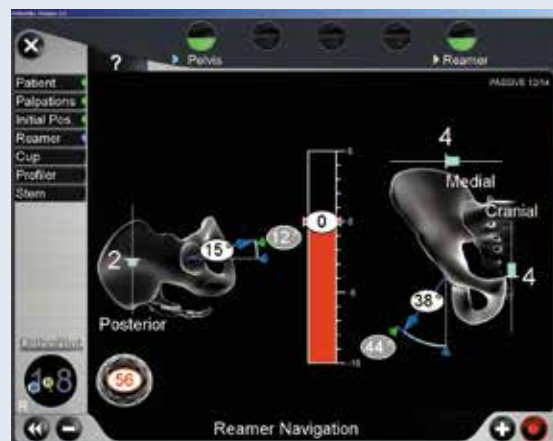 ?
Pelvis
Reamer
PASSIVE 12/14
Patient
Palpations
Initial Pos.
Reamer
Cup
Profiler
Stem
4
Medial
Cranial
4
0
2
15°
12°
38°
44°
Posterior
56
OrthoPilot
R
Reamer Navigation